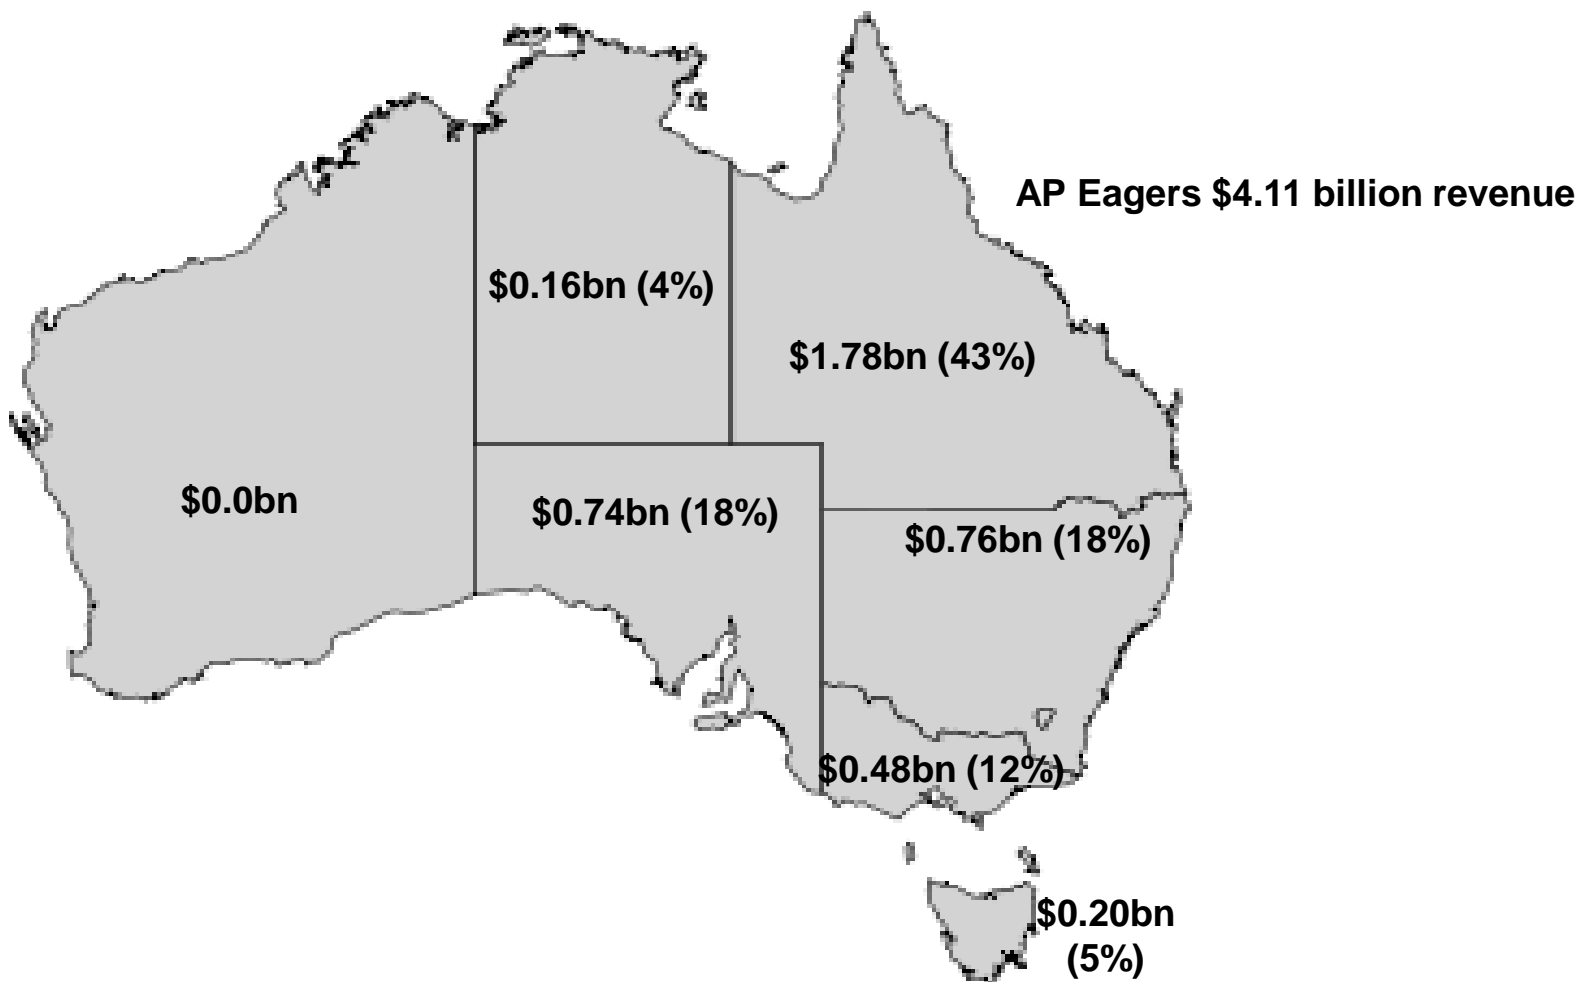 AP Eagers $4.11 billion revenue
$0.16bn (4%)
$1.78bn (43%)
$0.0bn
$0.74bn (18%)
$0.76bn (18%)
$0.48bn (12%)
$0.20bn
(5%)